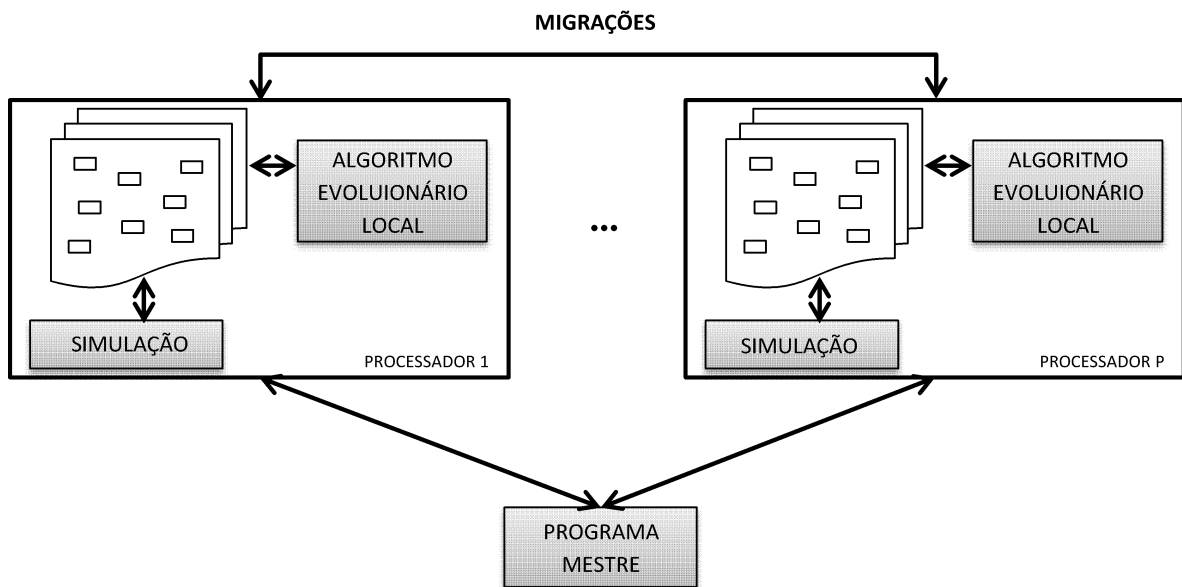 MIGRAÇÕES
ALGORITMO
EVOLUIONÁRIO
LOCAL
SIMULAÇÃO
PROCESSADOR 1
...
ALGORITMO
EVOLUIONÁRIO
LOCAL
SIMULAÇÃO
PROCESSADOR P
PROGRAMA
MESTRE